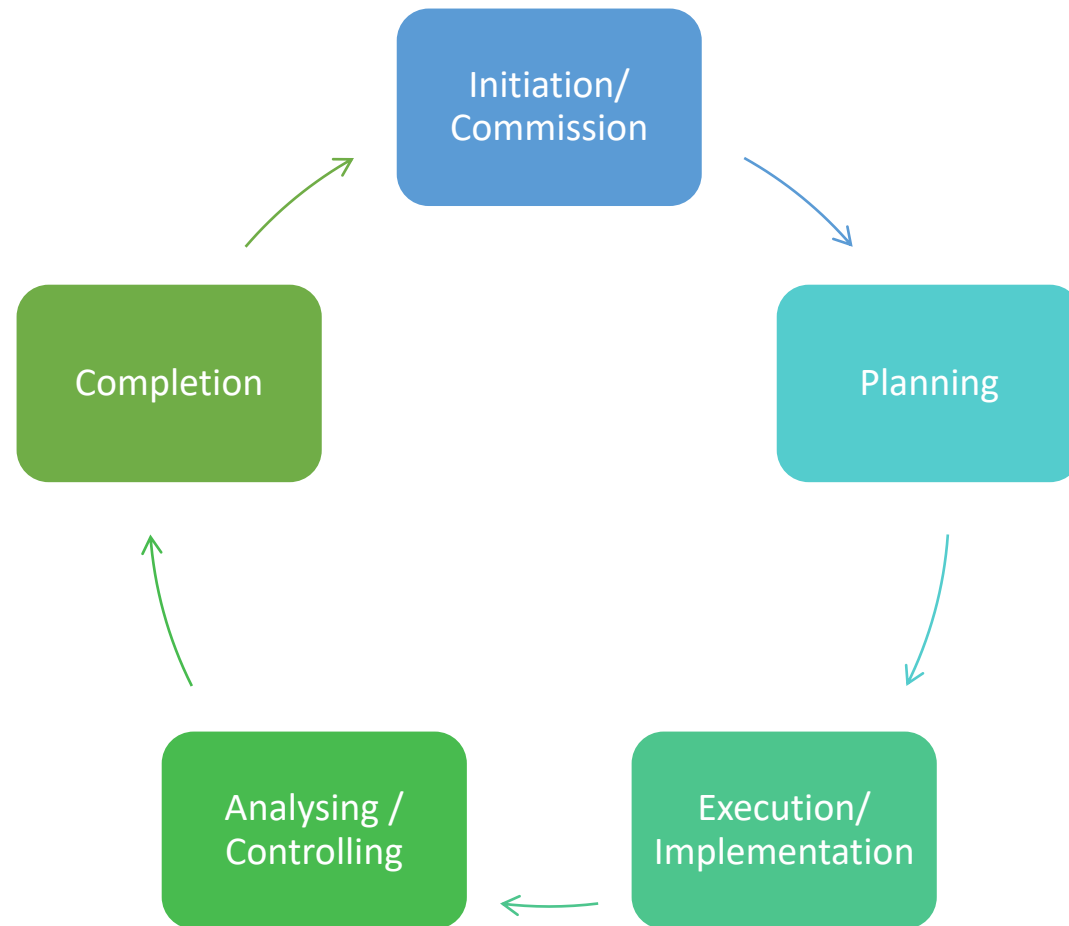 Initiation/
Commission
Planning
Execution/
Implementation
Analysing /
Controlling
Completion